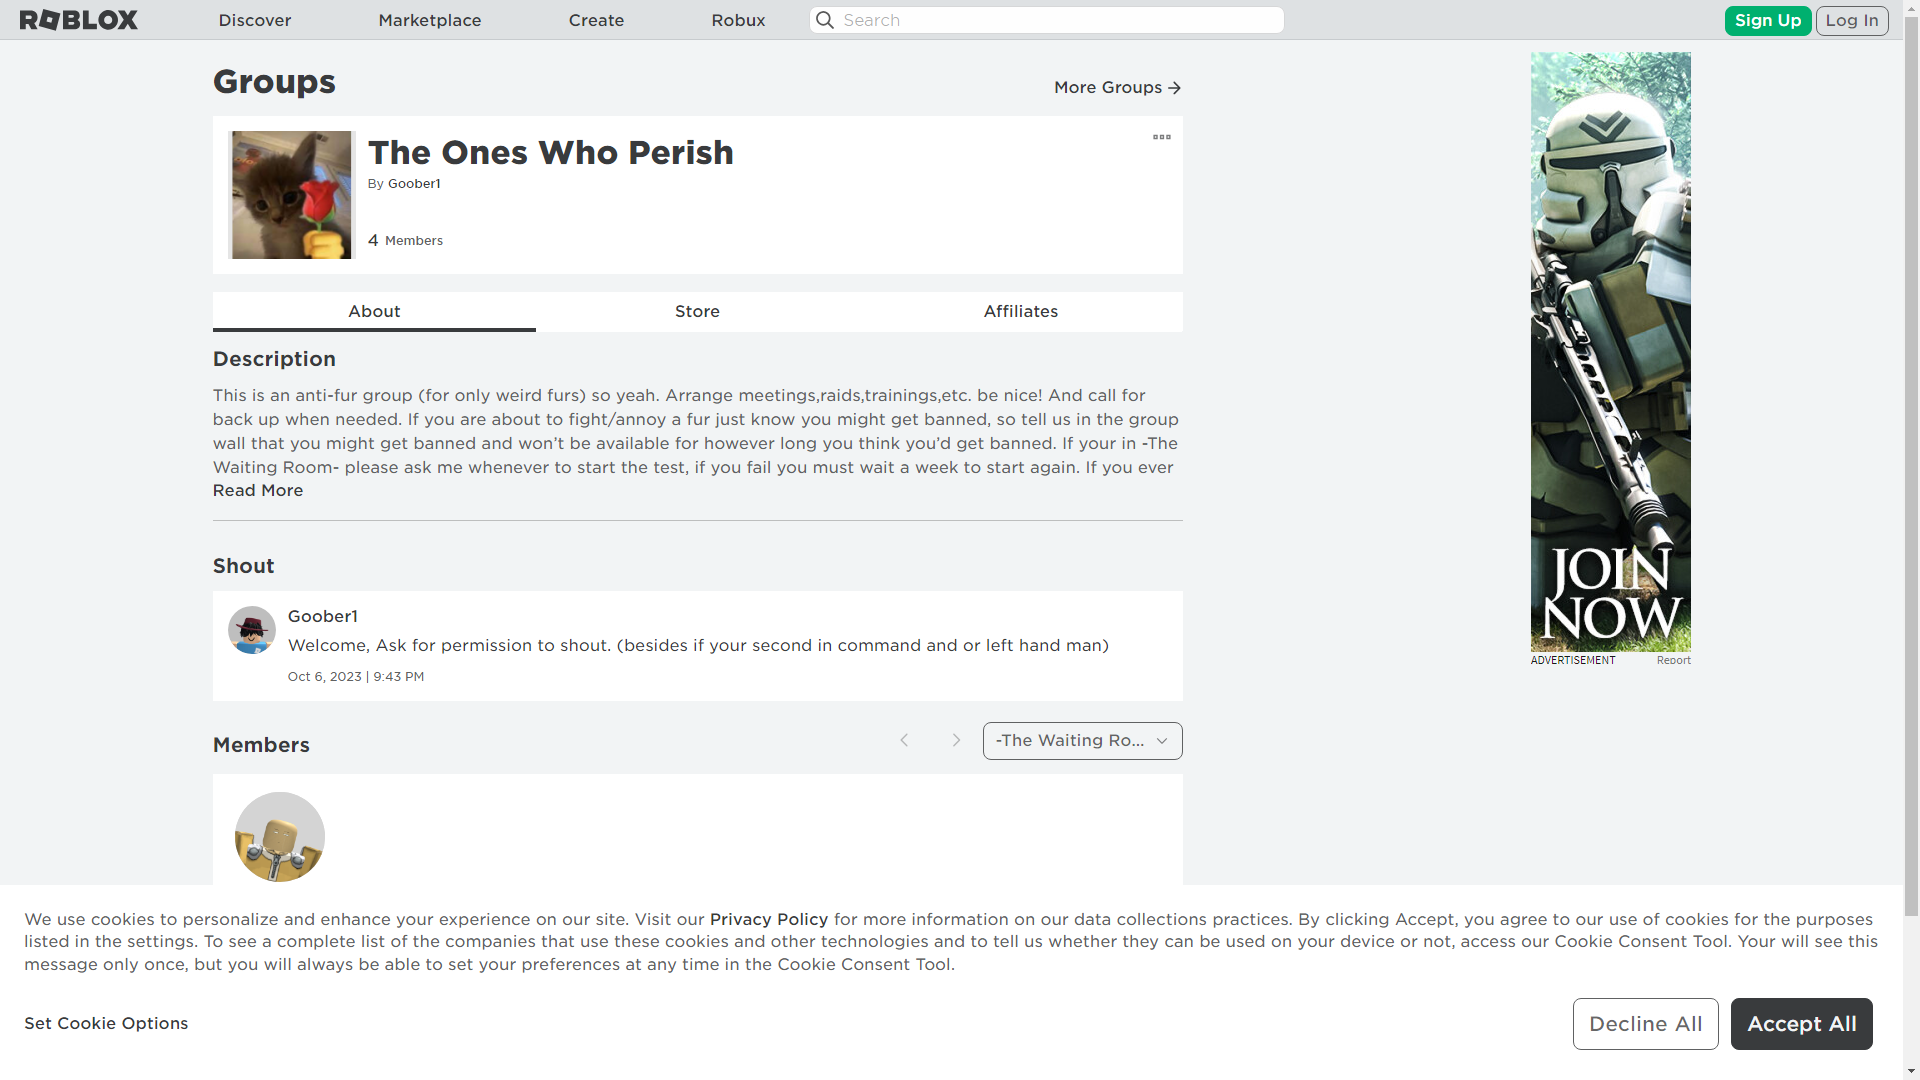 ROBLOX
Discover
Marketplace
Create
Robux
Search
Sign Up
Log In
Groups
More Groups
The Ones Who Perish
By Goober1
4 Members
About
Store
Affiliates
Description
This is an anti-fur group (for only weird furs) so yeah. Arrange meetings,raids,trainings,etc. be nice! And call for
back up when needed. If you are about to fight/annoy a fur just know you might get banned, so tell us in the group
wall that you might get banned and won’t be available for however long you think you’d get banned. If your in -The
Waiting Room- please ask me whenever to start the test, if you fail you must wait a week to start again. If you ever
Read More
Shout
Goober1
Welcome, Ask for permission to shout. (besides if your second in command and or left hand man)
Oct 6, 2023 | 9:43 PM
Members
-The Waiting Ro...
JOIN
NOW
ADVERTISEMENT
Report
We use cookies to personalize and enhance your experience on our site. Visit our Privacy Policy for more information on our data collections practices. By clicking Accept, you agree to our use of cookies for the purposes
listed in the settings. To see a complete list of the companies that use these cookies and other technologies and to tell us whether they can be used on your device or not, access our Cookie Consent Tool. Your will see this
message only once, but you will always be able to set your preferences at any time in the Cookie Consent Tool.
Set Cookie Options
Decline All
Accept All